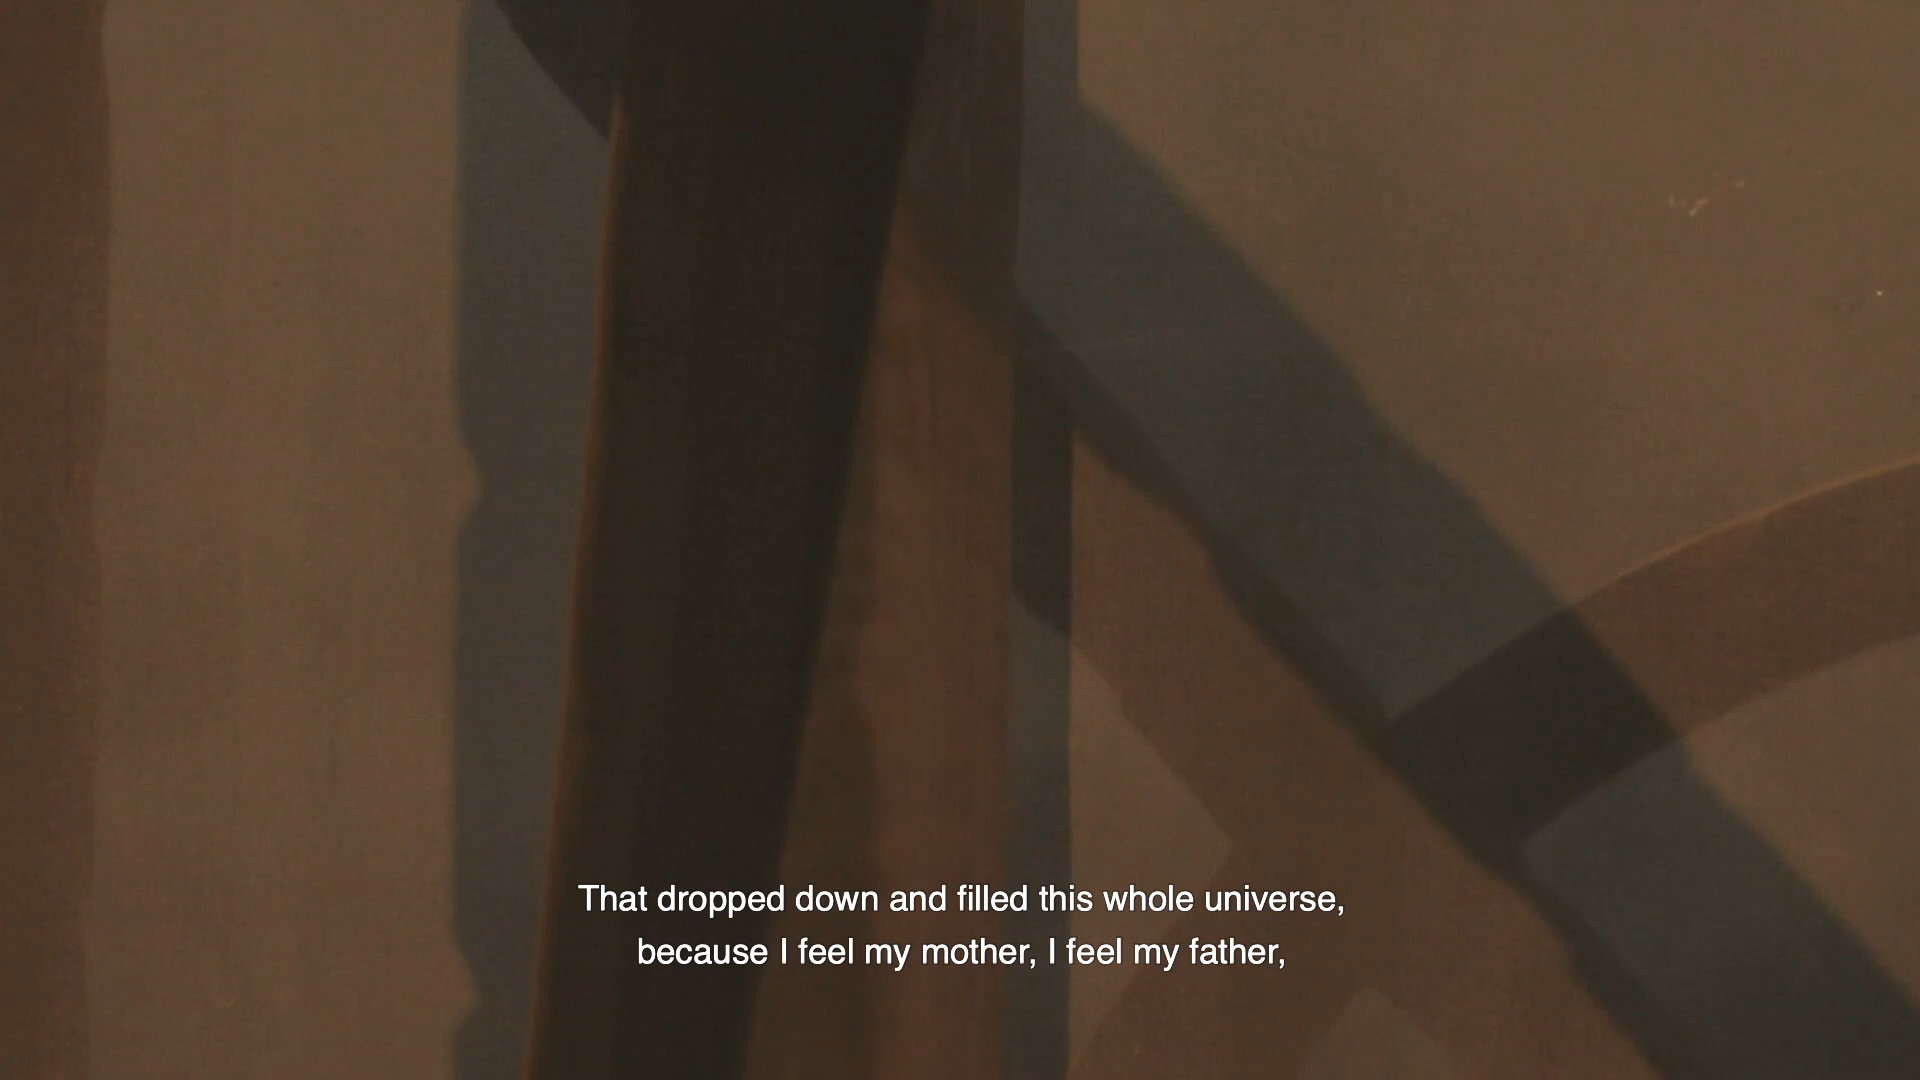 That dropped down and filled this whole universe,
because I feel my mother, I feel my father,